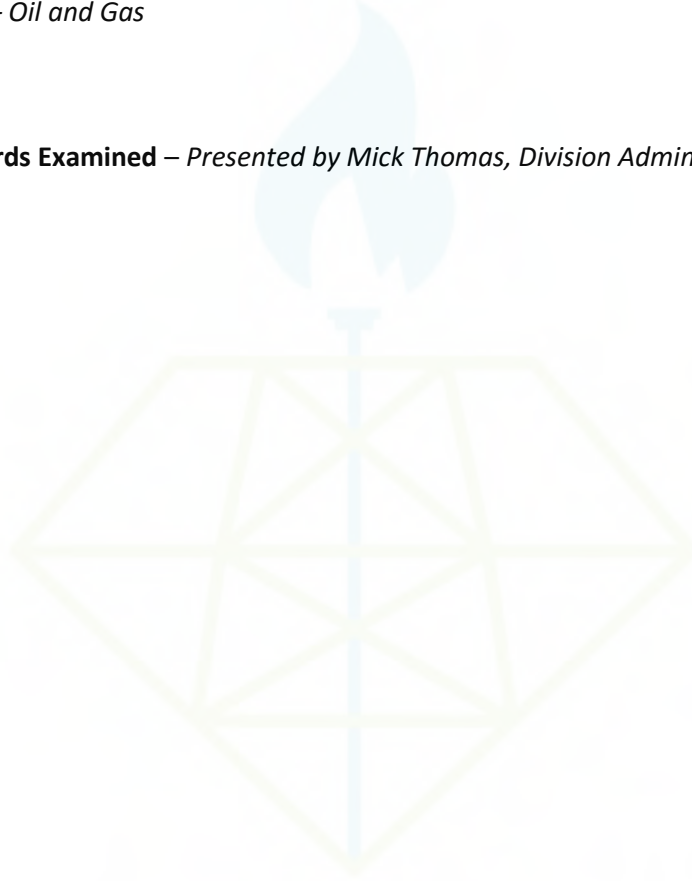 - Oil and Gas
rds Examined – Presented by Mick Thomas, Division Admin